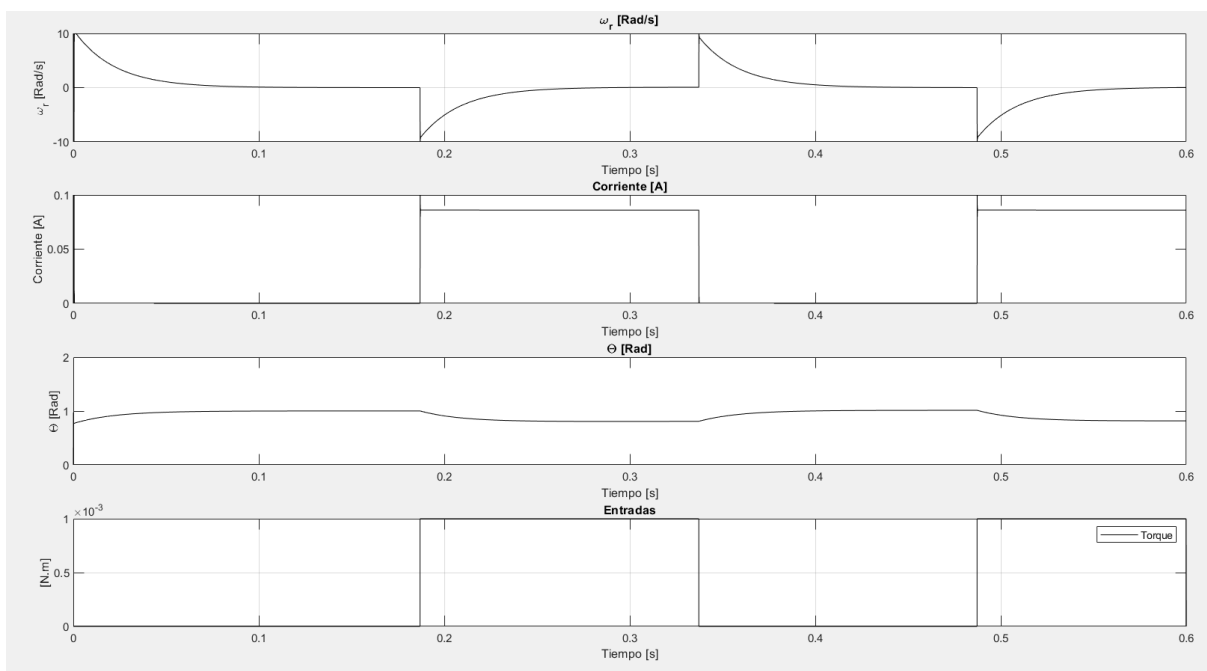 ω_r [Rad/s]
ω_r [Rad/s]
10
0
-10
0 0.1 0.2 0.3 0.4 0.5 0.6
Tiempo [s]
Corriente [A]
Corriente [A]
0.1
0.05
0
0 0.1 0.2 0.3 0.4 0.5 0.6
Tiempo [s]
Θ [Rad]
Θ [Rad]
2
1
0
0 0.1 0.2 0.3 0.4 0.5 0.6
Tiempo [s]
×10⁻³
Entradas
[N.m]
1
0.5
0
Torque
0 0.1 0.2 0.3 0.4 0.5 0.6
Tiempo [s]